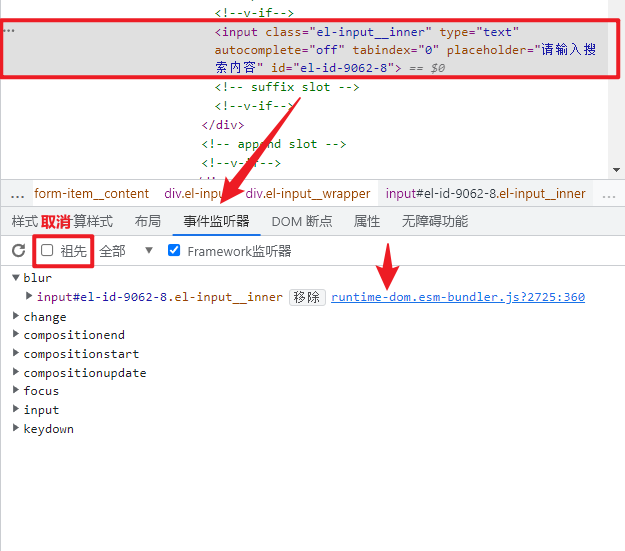 <!--v-if-->
<input class="el-input__inner" type="text"
autocomplete="off" tabindex="0" placeholder="请输入搜
索内容" id="el-id-9062-8"> == $0
<!-- suffix slot -->
<!--v-if-->
</div>
<!-- append slot -->
<!--v-if-->
... form-item__content div.el-inpu div.el-input__wrapper input#el-id-9062-8.el-input__inner ...
样式 取消 算样式 布局 事件监听器 DOM 断点 属性 无障碍功能
祖先 全部 Framework监听器
blur
input#el-id-9062-8.el-input__inner 移除 runtime-dom.esm-bundler.js?2725:360
change
compositionend
compositionstart
compositionupdate
focus
input
keydown